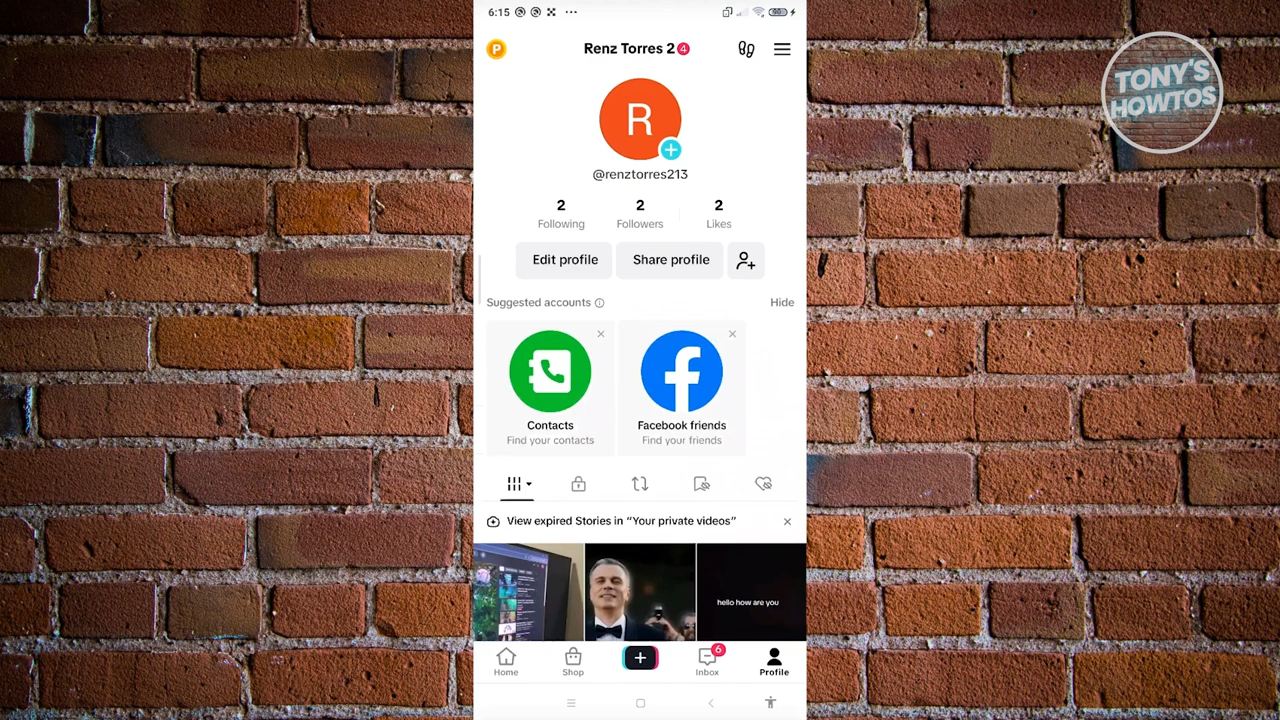 6:15
TONY'S
HOWTOS
P
Renz Torres 2 4
R
@renztorres213
2 2 2
Following Followers Likes
Edit profile Share profile
Suggested accounts Hide
Contacts Facebook friends
Find your contacts Find your friends
View expired Stories in “Your private videos”
hello how are you
6
Home Shop Inbox Profile